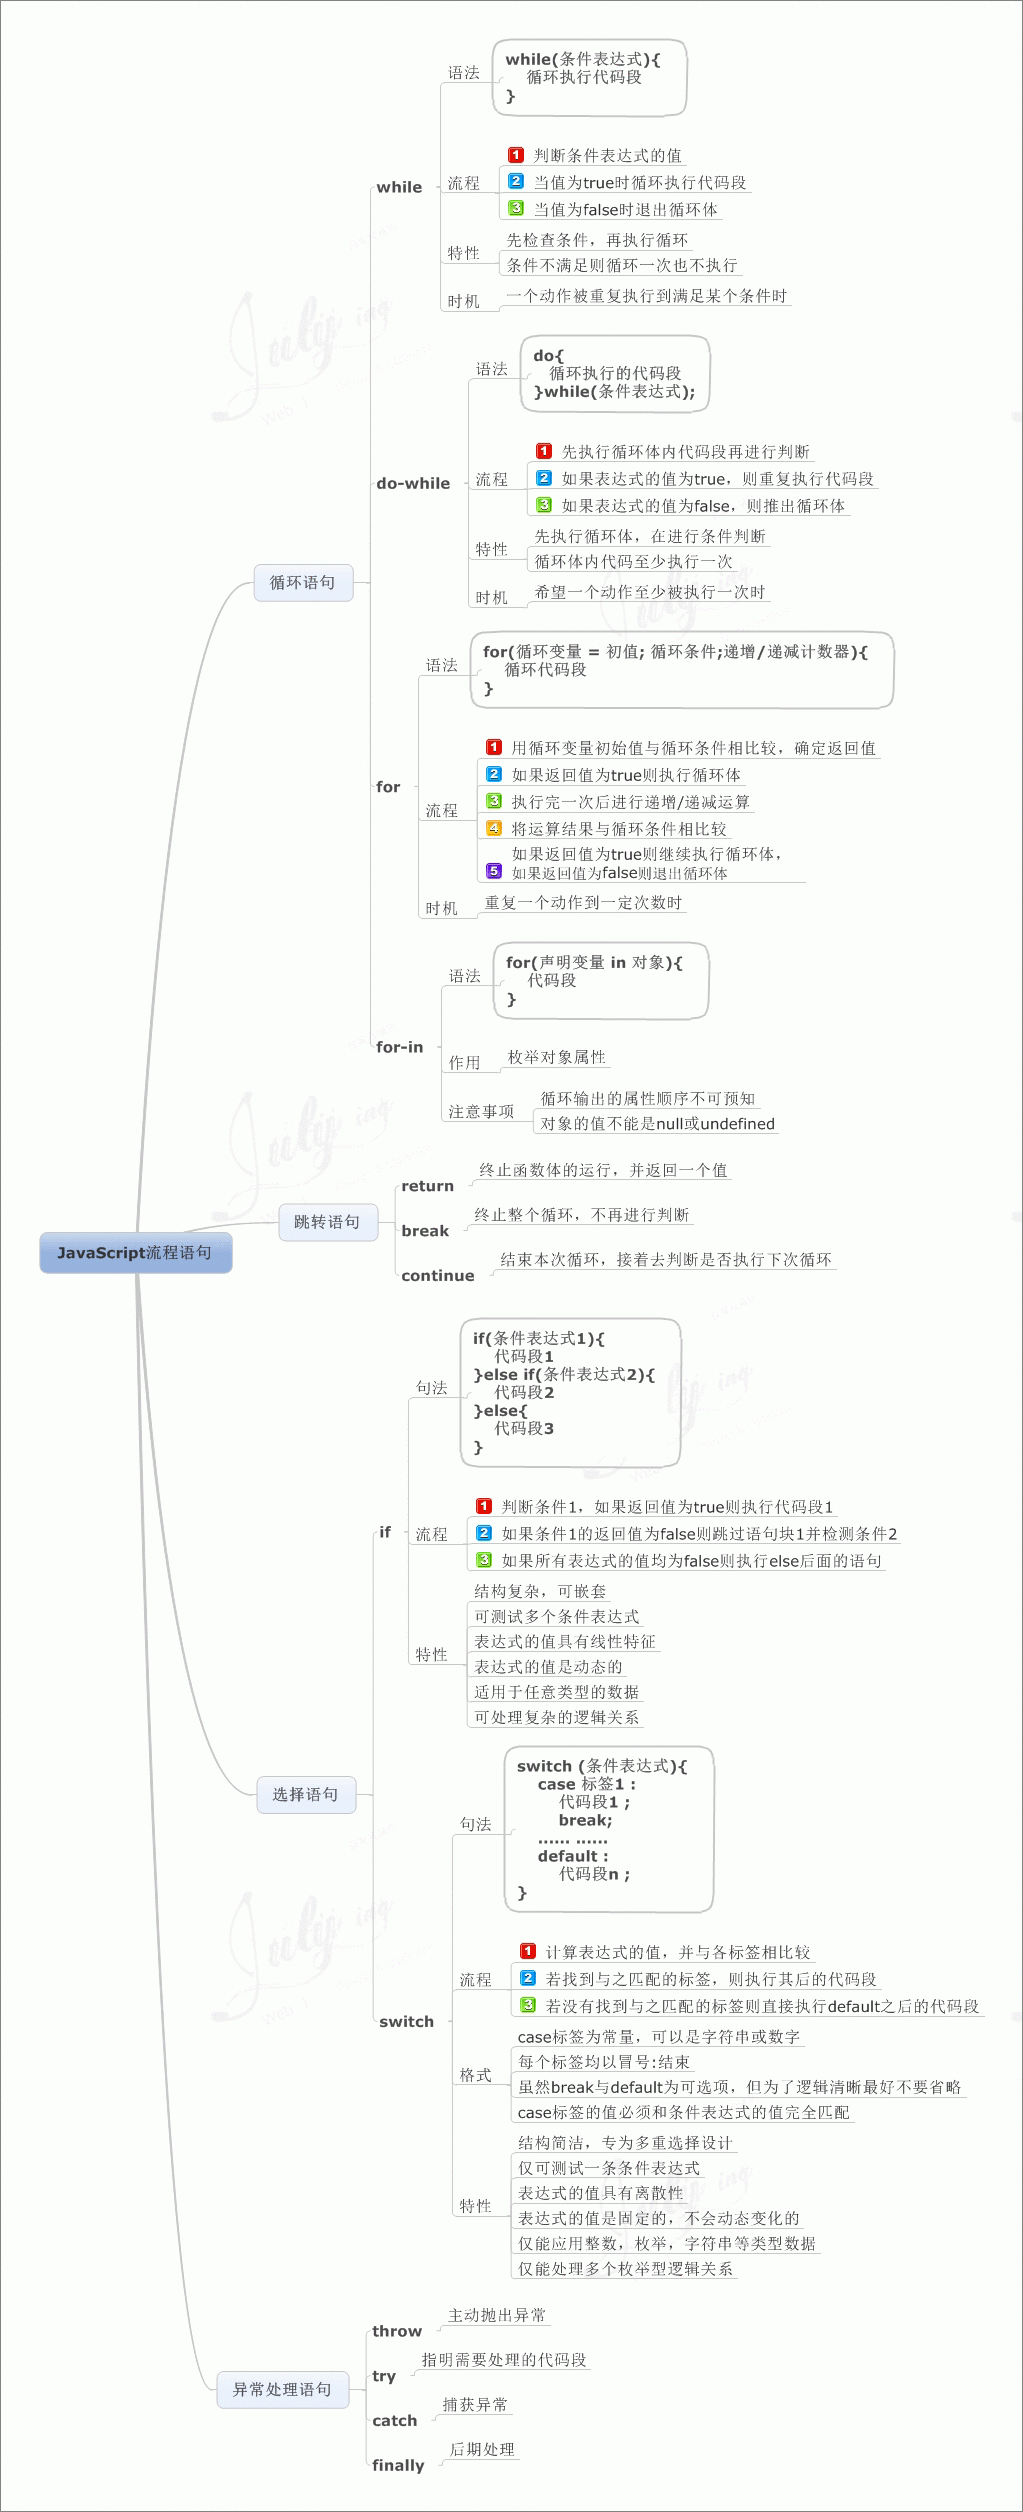 while
语法
while(条件表达式){
循环执行代码段
}
流程
1 判断条件表达式的值
2 当值为true时循环执行代码段
3 当值为false时退出循环体
特性
先检查条件，再执行循环
条件不满足则循环一次也不执行
时机
一个动作被重复执行到满足某个条件时
do-while
语法
do{
循环执行的代码段
}while(条件表达式);
流程
1 先执行循环体内代码段再进行判断
2 如果表达式的值为true，则重复执行代码段
3 如果表达式的值为false，则推出循环体
特性
先执行循环体，在进行条件判断
循环体内代码至少执行一次
时机
希望一个动作至少被执行一次时
循环语句
for
语法
for(循环变量 = 初值; 循环条件;递增/递减计数器){
循环代码段
}
流程
1 用循环变量初始值与循环条件相比较，确定返回值
2 如果返回值为true则执行循环体
3 执行完一次后进行递增/递减运算
4 将运算结果与循环条件相比较
5 如果返回值为true则继续执行循环体，
如果返回值为false则退出循环体
时机
重复一个动作到一定次数时
for-in
语法
for(声明变量 in 对象){
代码段
}
作用
枚举对象属性
注意事项
循环输出的属性顺序不可预知
对象的值不能是null或undefined
JavaScript流程语句
跳转语句
return
终止函数体的运行，并返回一个值
break
终止整个循环，不再进行判断
continue
结束本次循环，接着去判断是否执行下次循环
选择语句
if
句法
if(条件表达式1){
代码段1
}else if(条件表达式2){
代码段2
}else{
代码段3
}
流程
1 判断条件1，如果返回值为true则执行代码段1
2 如果条件1的返回值为false则跳过语句块1并检测条件2
3 如果所有表达式的值均为false则执行else后面的语句
特性
结构复杂，可嵌套
可测试多个条件表达式
表达式的值具有线性特征
表达式的值是动态的
适用于任意类型的数据
可处理复杂的逻辑关系
switch
句法
switch (条件表达式){
case 标签1 :
代码段1 ;
break;
...... ......
default :
代码段n ;
}
流程
1 计算表达式的值，并与各标签相比较
2 若找到与之匹配的标签，则执行其后的代码段
3 若没有找到与之匹配的标签则直接执行default之后的代码段
格式
case标签为常量，可以是字符串或数字
每个标签均以冒号:结束
虽然break与default为可选项，但为了逻辑清晰最好不要省略
case标签的值必须和条件表达式的值完全匹配
特性
结构简洁，专为多重选择设计
仅可测试一条条件表达式
表达式的值具有离散性
表达式的值是固定的，不会动态变化的
仅能应用整数，枚举，字符串等类型数据
仅能处理多个枚举型逻辑关系
异常处理语句
throw
主动抛出异常
try
指明需要处理的代码段
catch
捕获异常
finally
后期处理